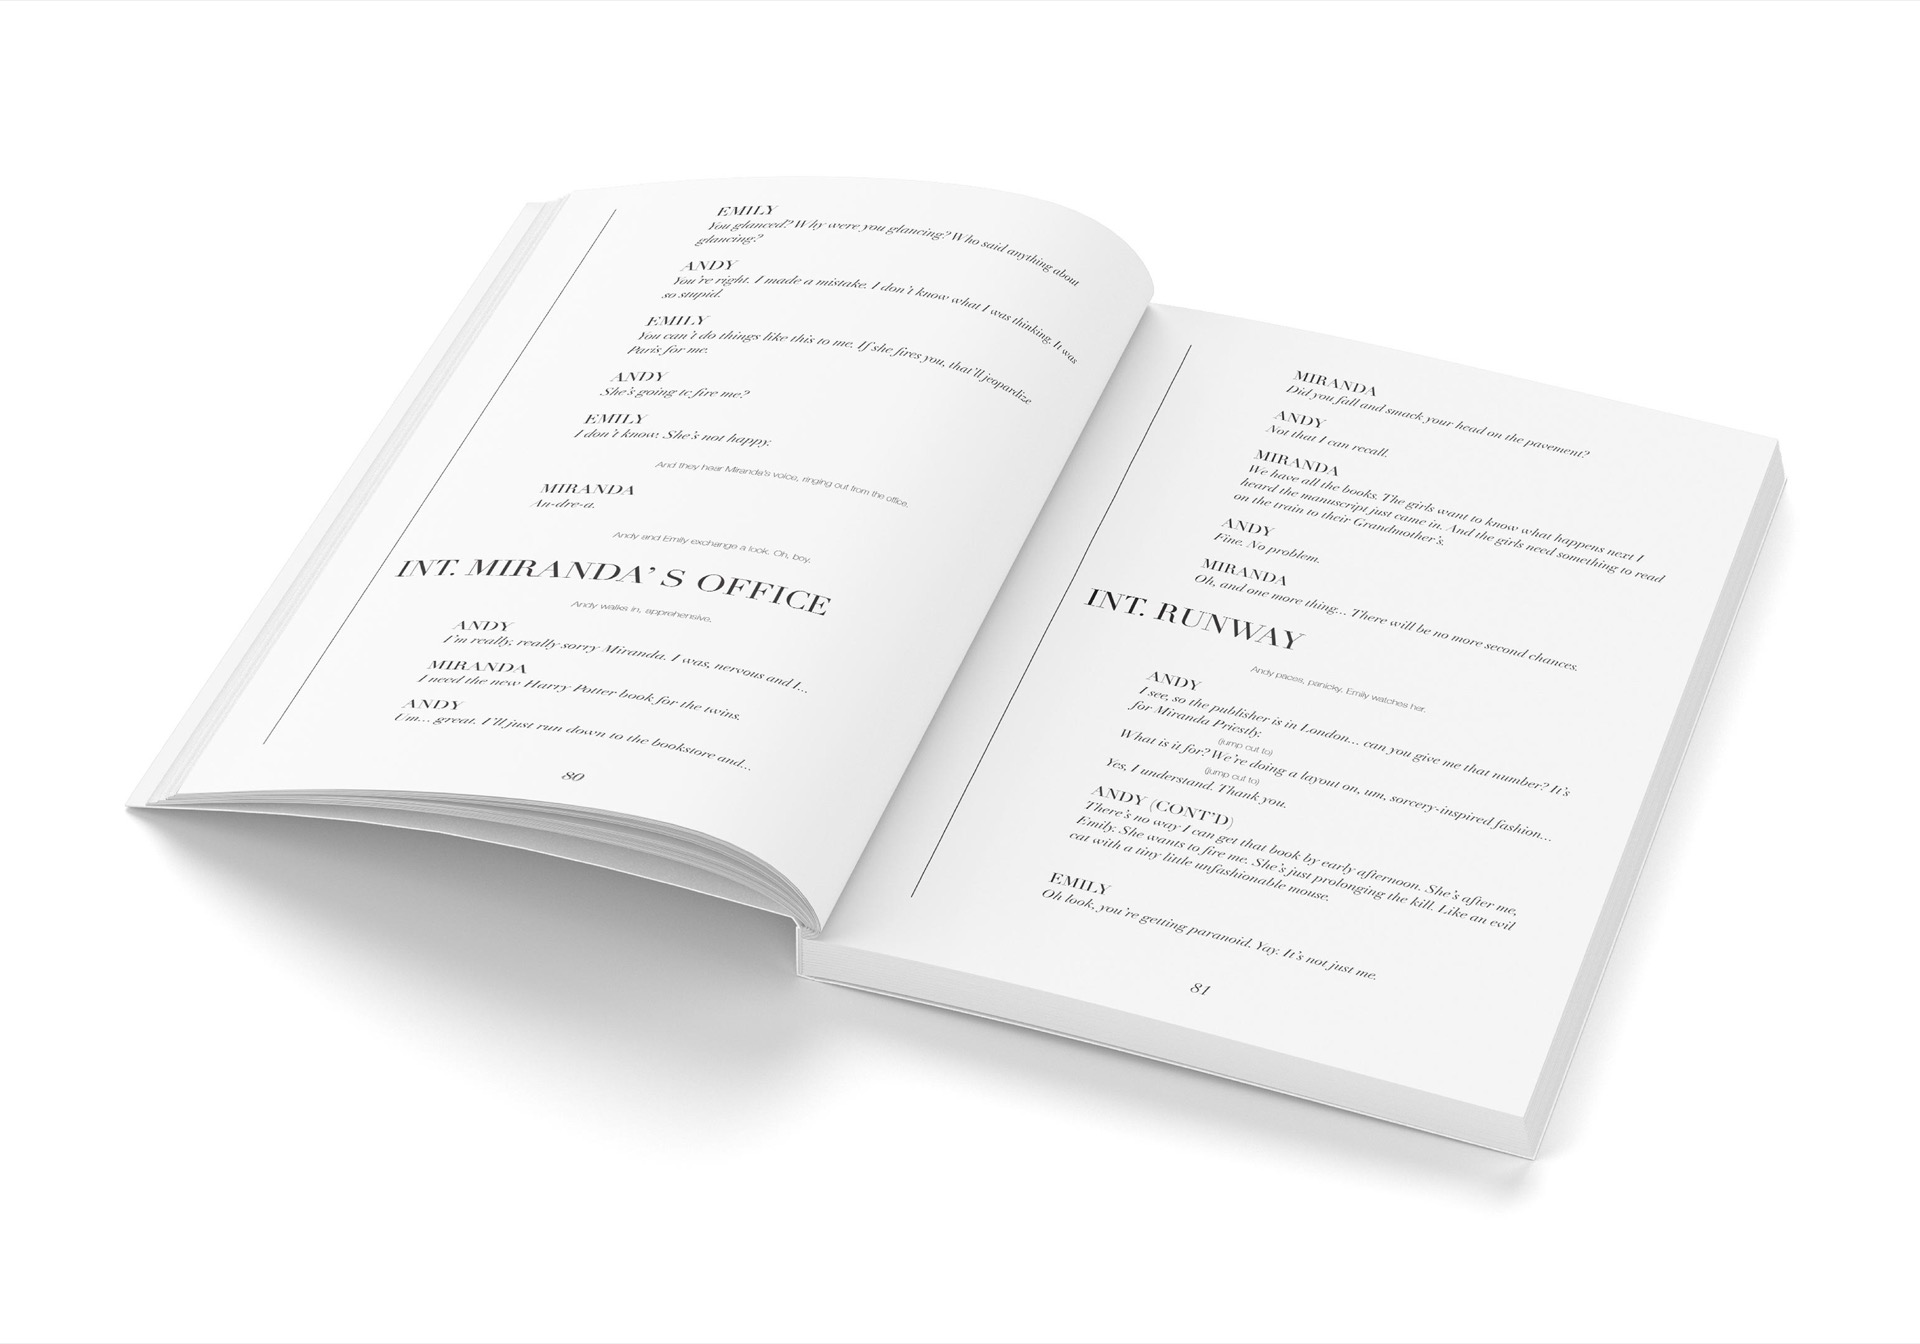 EMILY
You glanced? Why were you glancing? Who said anything about
glancing?
ANDY
You're right. I made a mistake. I don't know what I was thinking. It was
so stupid.
EMILY
You can't do things like this to me. If she fires you, that'll jeopardize
Paris for me.
ANDY
She's going te fire me?
EMILY
I don't know. She's not happy.
And they hear Miranda's voice, ringing out from the office.
MIRANDA
An-dre-a.
Andy and Emily exchange a look. Oh, boy.
INT. MIRANDA' S OFFICE
Andy walks in, apprehensive.
ANDY
I'm really, really sorry Miranda. I was, nervous and I...
MIRANDA
I need the new Harry Potter book for the twins.
ANDY
Um... great. I'll just run down to the bookstore and...
80
MIRANDA
Did you fall and smack your head on the pavement?
ANDY
Not that I can recall.
MIRANDA
We have all the books. The girls want to know what happens next I
heard the manuscript just came in. And the girls need something to read
on the train to their Grandmother's.
ANDY
Fine. No problem.
MIRANDA
Oh, and one more thing... There will be no more second chances.
INT. RUNWAY
Andy paces, panicky. Emily watches her.
ANDY
I see, so the publisher is in London... can you give me that number? It's
for Miranda Priestly.
(jump cut to)
What is it for? We're doing a layout on, um, sorcery-inspired fashion...
(jump cut to)
Yes, I understand. Thank you.
ANDY (CONT'D)
There's no way I can get that book by early afternoon. She's after me,
Emily. She wants to fire me. She's just prolonging the kill. Like an evil
cat with a tiny little unfashionable mouse.
EMILY
Oh look, you're getting paranoid. Yay. It's not just me.
81